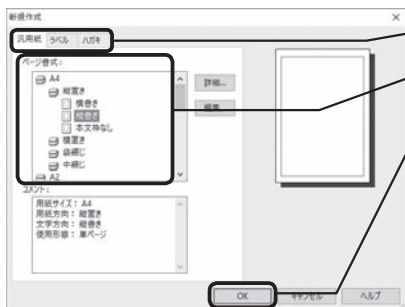 新規作成
汎用紙 ラベル ハガキ
ページ書式:
A4
縦置き
横書き
縦書き
本文枠なし
横置き
袋綴じ
中綴じ
A2
詳細...
編集...
コメント:
用紙サイズ: A4
用紙方向: 縦置き
文字方向: 縦書き
使用形態: 単ページ
OK
キャンセル
ヘルプ